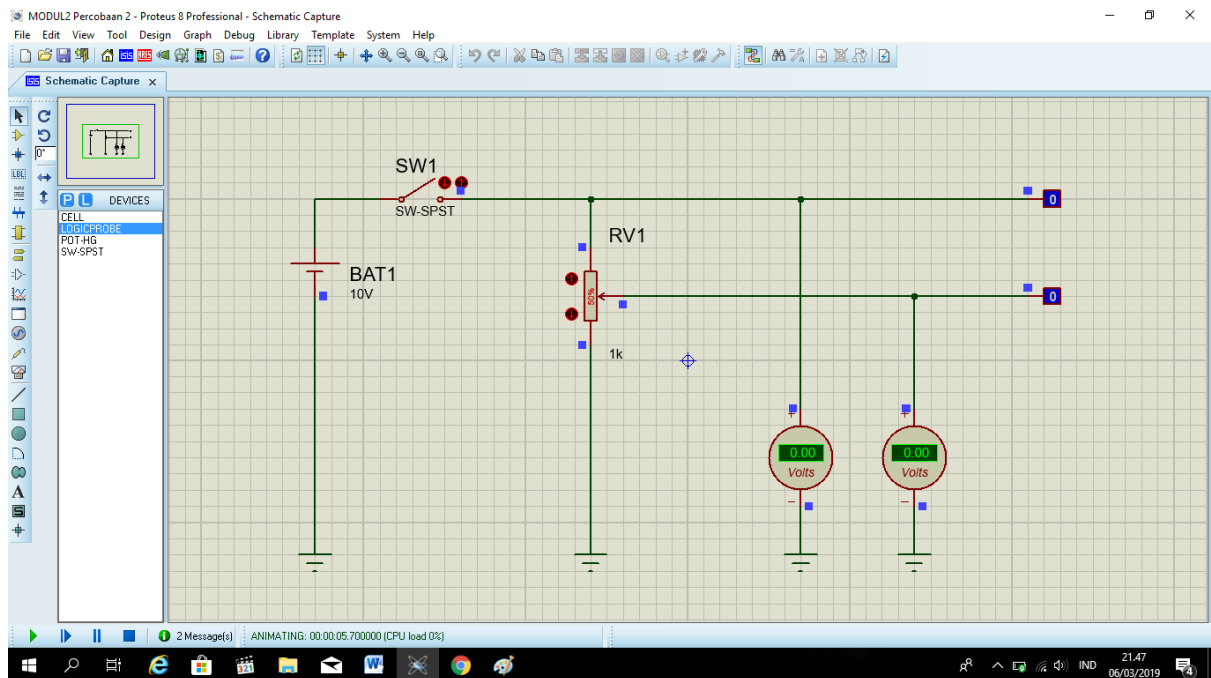 MODUL2 Percobaan 2 - Proteus 8 Professional - Schematic Capture
File Edit View Tool Design Graph Debug Library Template System Help
Schematic Capture
0°
LBL
P L DEVICES
CELL
LOGICPROBE
POT-HG
SW-SPST
SW1
SW-SPST
0
RV1
BAT1
10V
50%
0
1k
+
+
0.00
0.00
Volts
Volts
A
2 Message(s)
ANIMATING: 00:00:05.700000 (CPU load 0%)
IND
21.47
06/03/2019
4